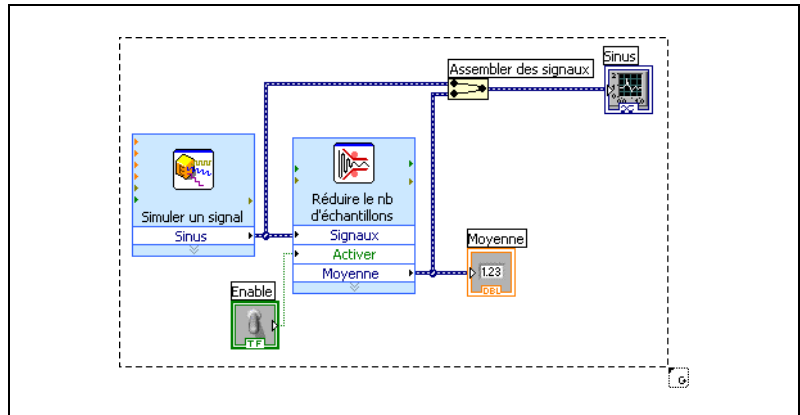 Sinus
Assembler des signaux
Simuler un signal
Sinus
Réduire le nb
d'échantillons
Signaux
Activer
Moyenne
Moyenne
1.23
DBL
Enable
TF